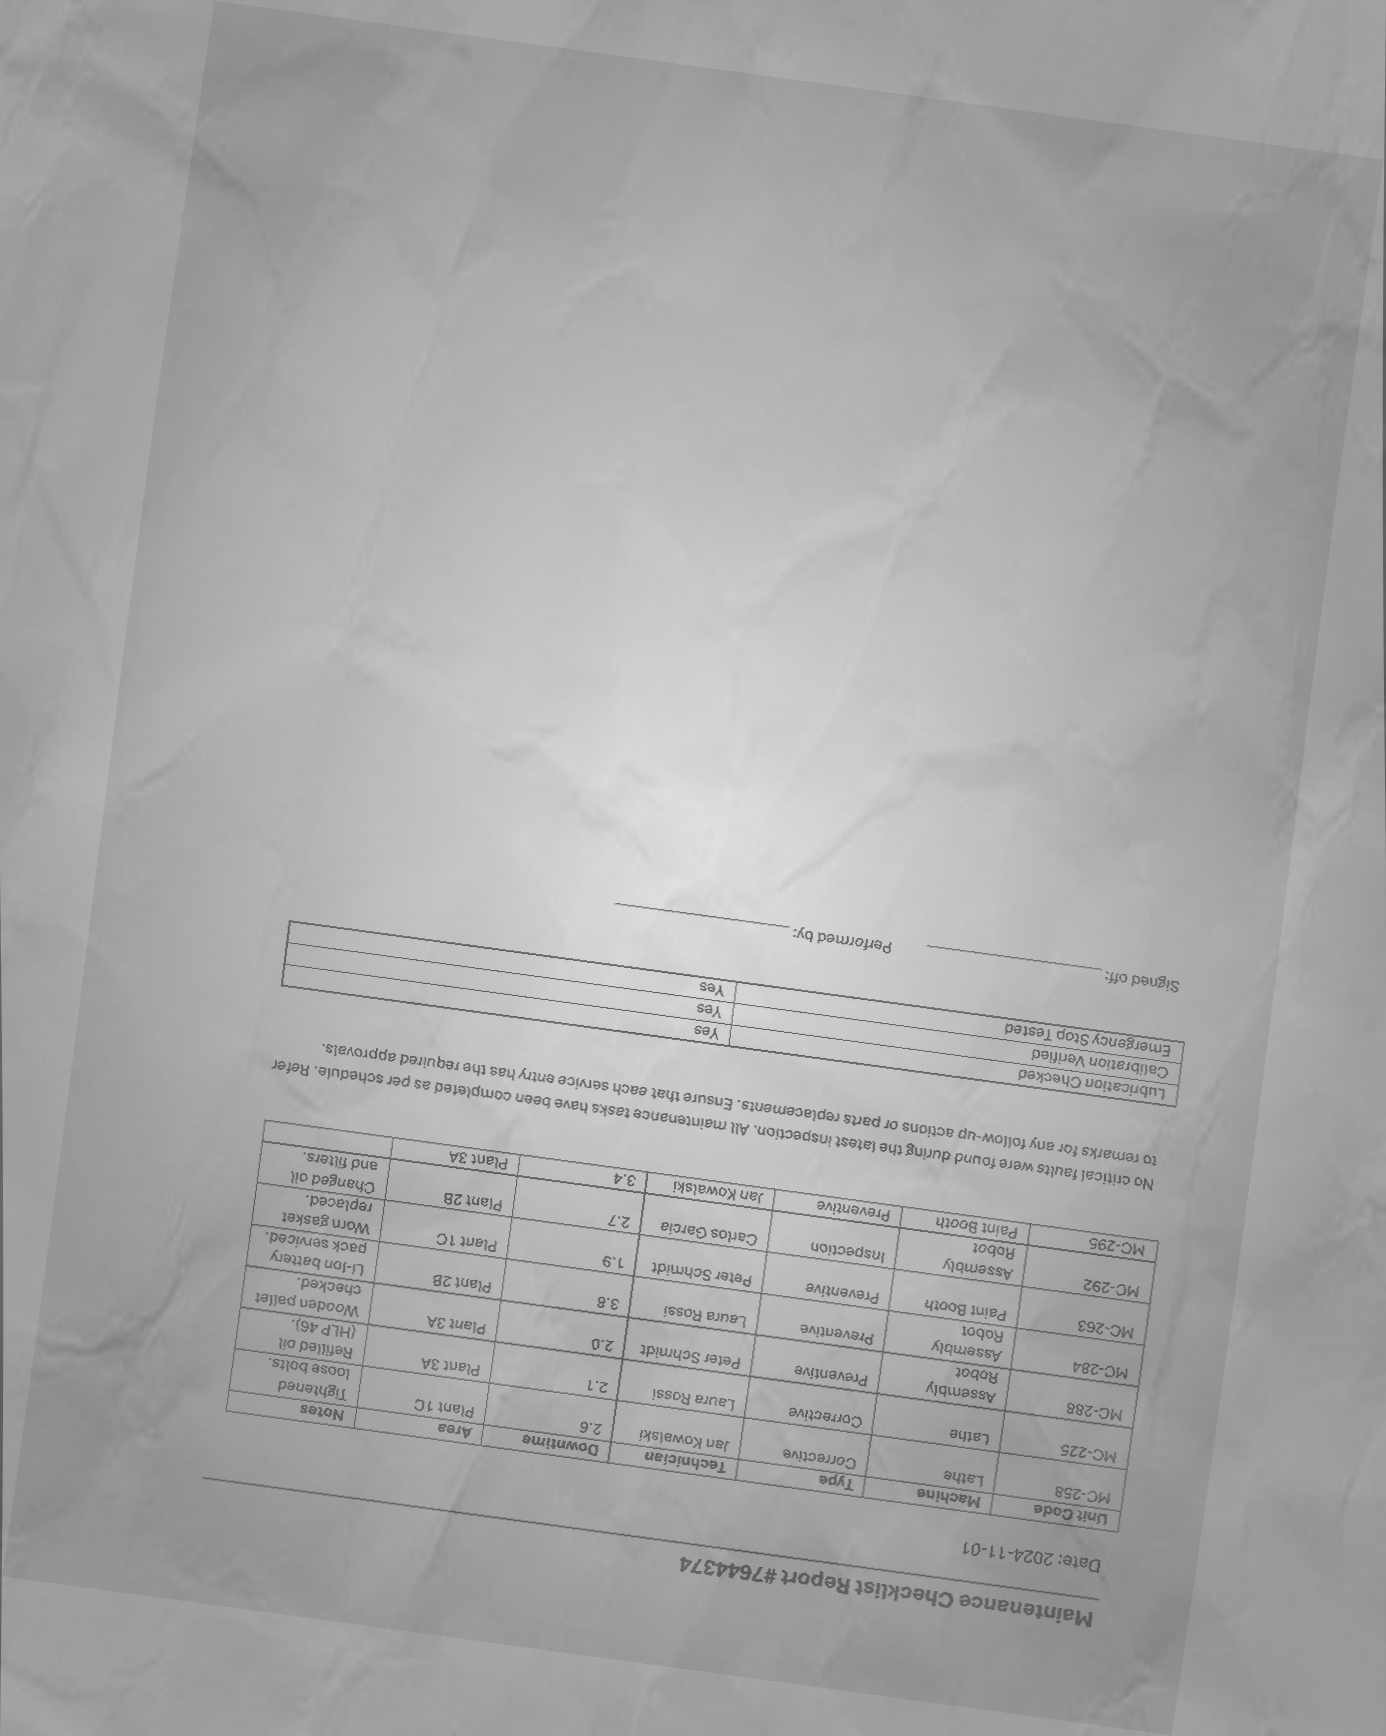 Maintenance Checklist Report #7644374
Date: 2024-11-01
Unit Code Machine Type Technician Downtime Area Notes
MC-258 Lathe Corrective Jan Kowalski 2.6 Plant 1C Tightened
loose bolts.
MC-225 Lathe Corrective Laura Rossi 2.1 Plant 3A Refilled oil
(HLP 46).
MC-288 Assembly Preventive Peter Schmidt 2.0 Plant 3A Wooden pallet
Robot checked.
MC-284 Assembly Preventive Laura Rossi 3.8 Plant 2B Li-Ion battery
Robot pack serviced.
MC-263 Paint Booth Preventive Peter Schmidt 1.9 Plant 1C Worn gasket
replaced.
MC-292 Assembly Inspection Carlos Garcia 2.7 Plant 2B Changed oil
Robot and filters.
MC-295 Paint Booth Preventive Jan Kowalski 3.4 Plant 3A
No critical faults were found during the latest inspection. All maintenance tasks have been completed as per schedule. Refer
to remarks for any follow-up actions or parts replacements. Ensure that each service entry has the required approvals.
Lubrication Checked Yes
Calibration Verified Yes
Emergency Stop Tested Yes
Signed off: ____________________ Performed by: ____________________